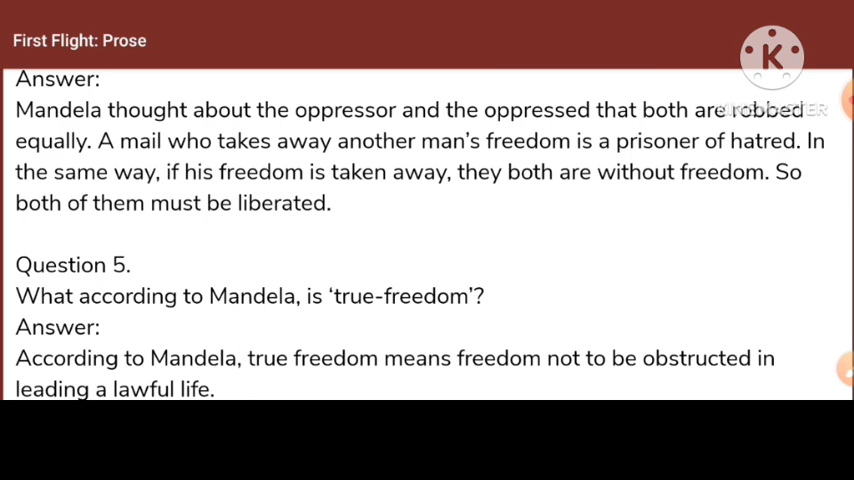 First Flight: Prose
K
KINEMASTER
Answer:
Mandela thought about the oppressor and the oppressed that both are robbed
equally. A mail who takes away another man's freedom is a prisoner of hatred. In
the same way, if his freedom is taken away, they both are without freedom. So
both of them must be liberated.
Question 5.
What according to Mandela, is ‘true-freedom’?
Answer:
According to Mandela, true freedom means freedom not to be obstructed in
leading a lawful life.